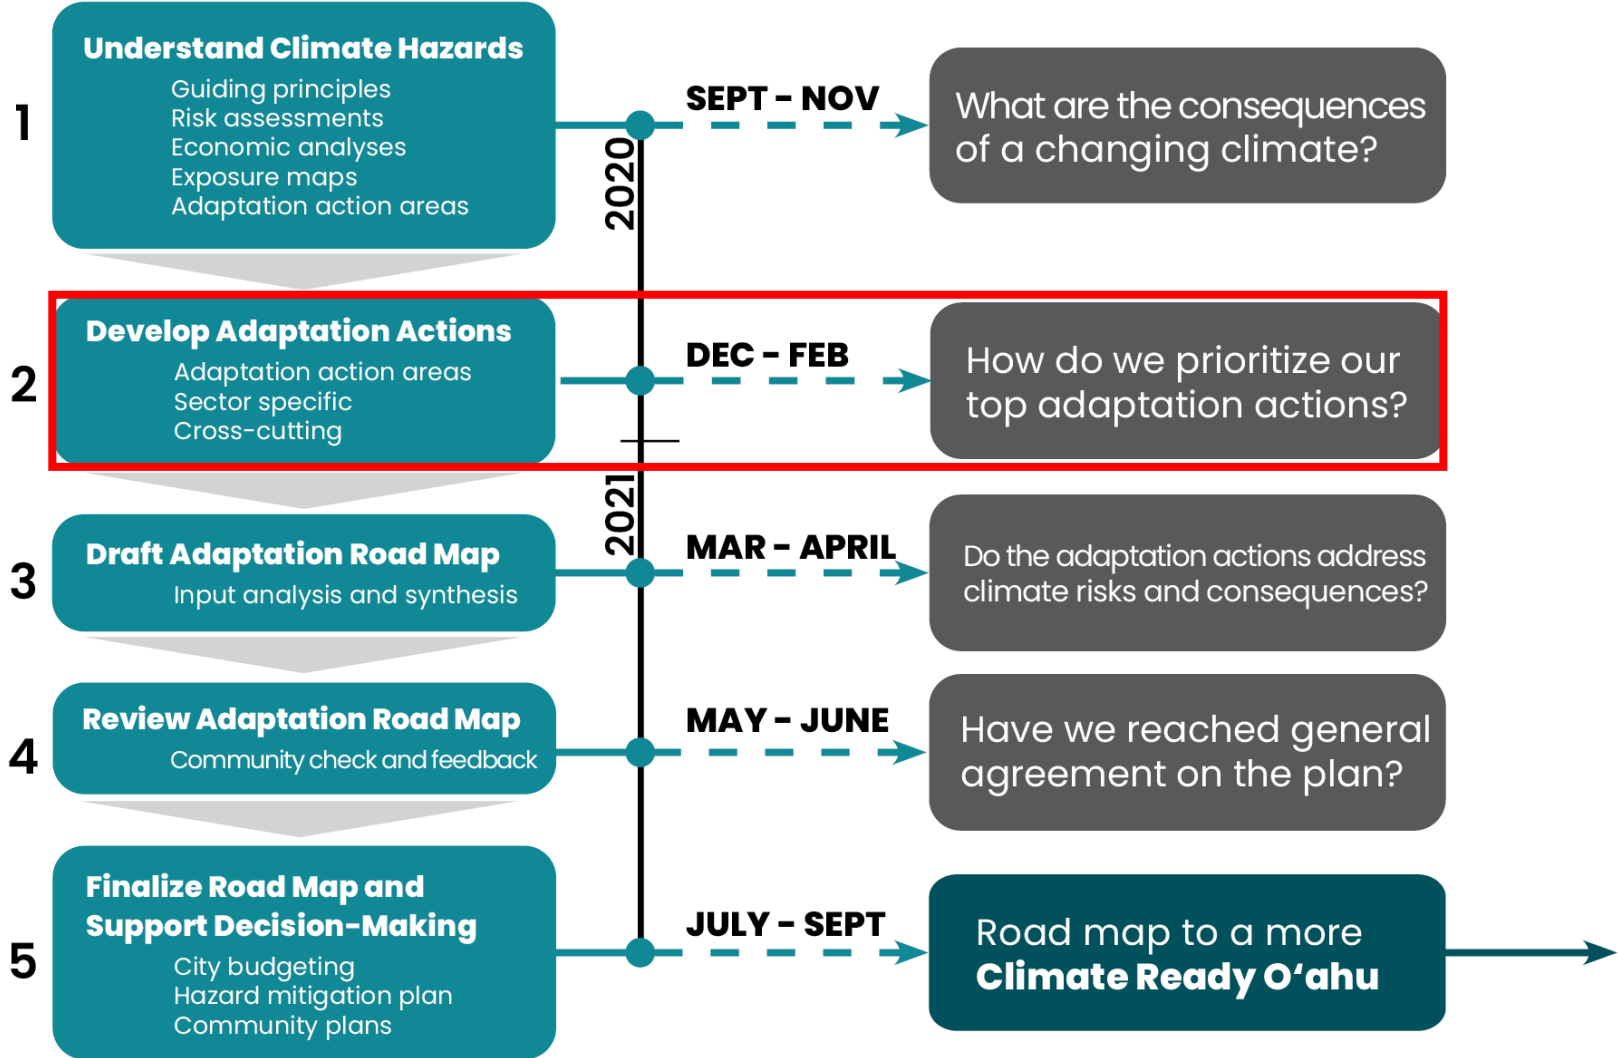 1
Understand Climate Hazards
Guiding principles
Risk assessments
Economic analyses
Exposure maps
Adaptation action areas
2020
SEPT - NOV
What are the consequences
of a changing climate?
2
Develop Adaptation Actions
Adaptation action areas
Sector specific
Cross-cutting
DEC - FEB
How do we prioritize our
top adaptation actions?
2021
3
Draft Adaptation Road Map
Input analysis and synthesis
MAR - APRIL
Do the adaptation actions address
climate risks and consequences?
4
Review Adaptation Road Map
Community check and feedback
MAY - JUNE
Have we reached general
agreement on the plan?
5
Finalize Road Map and
Support Decision-Making
City budgeting
Hazard mitigation plan
Community plans
JULY - SEPT
Road map to a more
Climate Ready Oʻahu